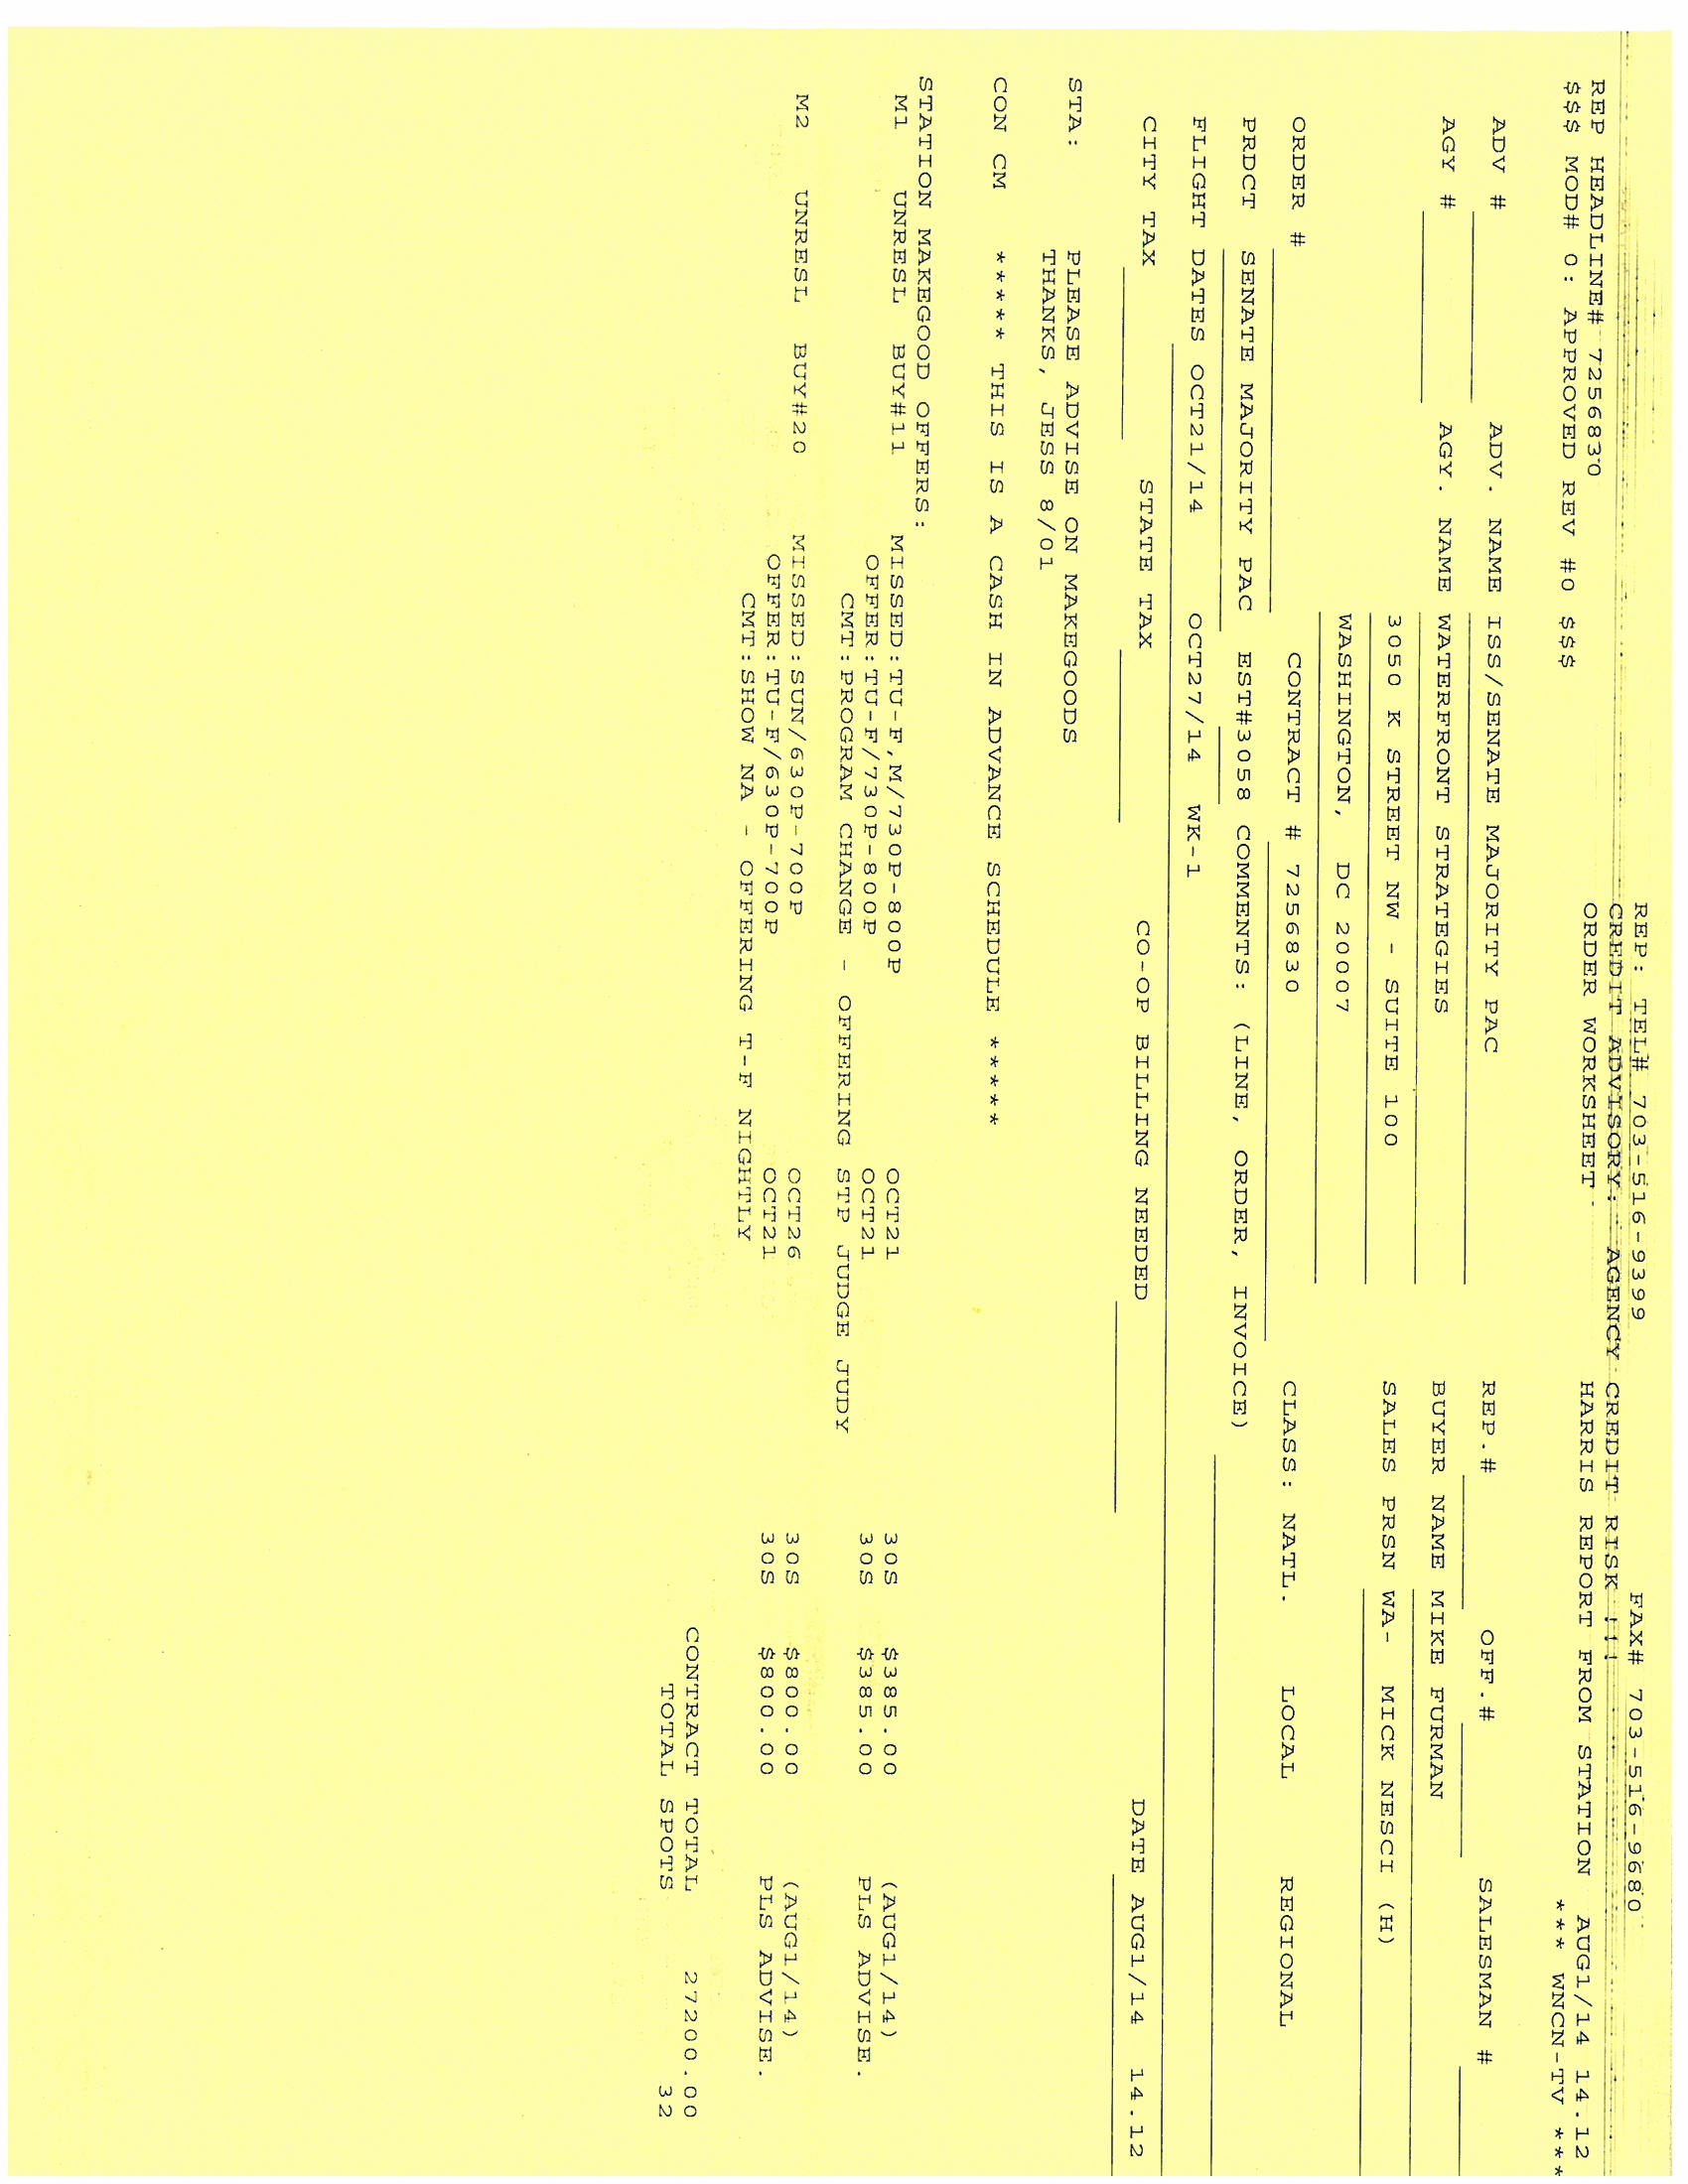 REP: TEL# 703-516-9399 FAX# 703-516-9680
CREDIT ADVISORY: AGENCY CREDIT RISK !!!
REP HEADLINE# 7256830 ORDER WORKSHEET HARRIS REPORT FROM STATION AUG1/14 14.12
$$$ MOD# 0: APPROVED REV #0 $$$ *** WNCN-TV ***
ADV # ADV. NAME ISS/SENATE MAJORITY PAC REP.# OFF.# SALESMAN #
AGY # AGY. NAME WATERFRONT STRATEGIES BUYER NAME MIKE FURMAN
3050 K STREET NW - SUITE 100 SALES PRSN WA- MICK NESCI (H)
WASHINGTON, DC 20007
ORDER # CONTRACT # 7256830 CLASS: NATL. LOCAL REGIONAL
PRDCT SENATE MAJORITY PAC EST#3058 COMMENTS: (LINE, ORDER, INVOICE)
FLIGHT DATES OCT21/14 OCT27/14 WK-1
CITY TAX STATE TAX CO-OP BILLING NEEDED DATE AUG1/14 14.12
STA: PLEASE ADVISE ON MAKEGOODS
THANKS, JESS 8/01
CON CM ***** THIS IS A CASH IN ADVANCE SCHEDULE *****
STATION MAKEGOOD OFFERS:
M1 UNRESL BUY#11 MISSED:TU-F,M/730P-800P OCT21 30S $385.00 (AUG1/14)
OFFER:TU-F/730P-800P OCT21 30S $385.00 PLS ADVISE.
CMT:PROGRAM CHANGE - OFFERING STP JUDGE JUDY
M2 UNRESL BUY#20 MISSED:SUN/630P-700P OCT26 30S $800.00 (AUG1/14)
OFFER:TU-F/630P-700P OCT21 30S $800.00 PLS ADVISE.
CMT:SHOW NA - OFFERING T-F NIGHTLY
CONTRACT TOTAL 27200.00
TOTAL SPOTS 32